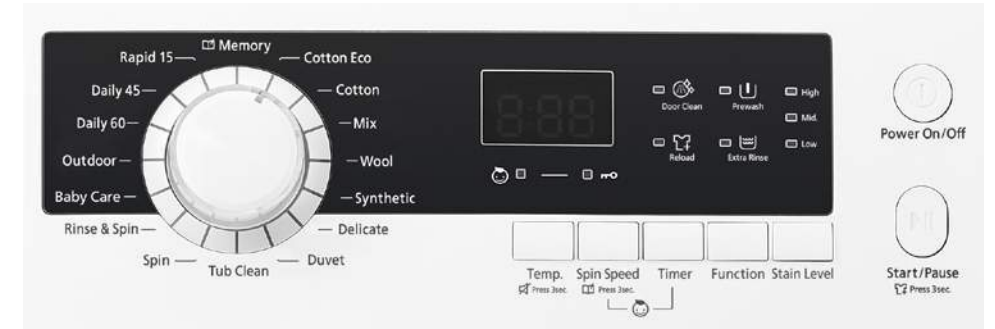 Memory
Rapid 15
Cotton Eco
Daily 45
Cotton
Daily 60
Mix
Outdoor
Wool
Baby Care
Synthetic
Rinse & Spin
Delicate
Spin
Tub Clean
Duvet
8:88
Door Clean
Prewash
High
Mid.
Reload
Extra Rinse
Low
Power On/Off
Temp.
Press 3sec.
Spin Speed
Press 3sec.
Timer
Function
Stain Level
Start/Pause
Press 3sec.